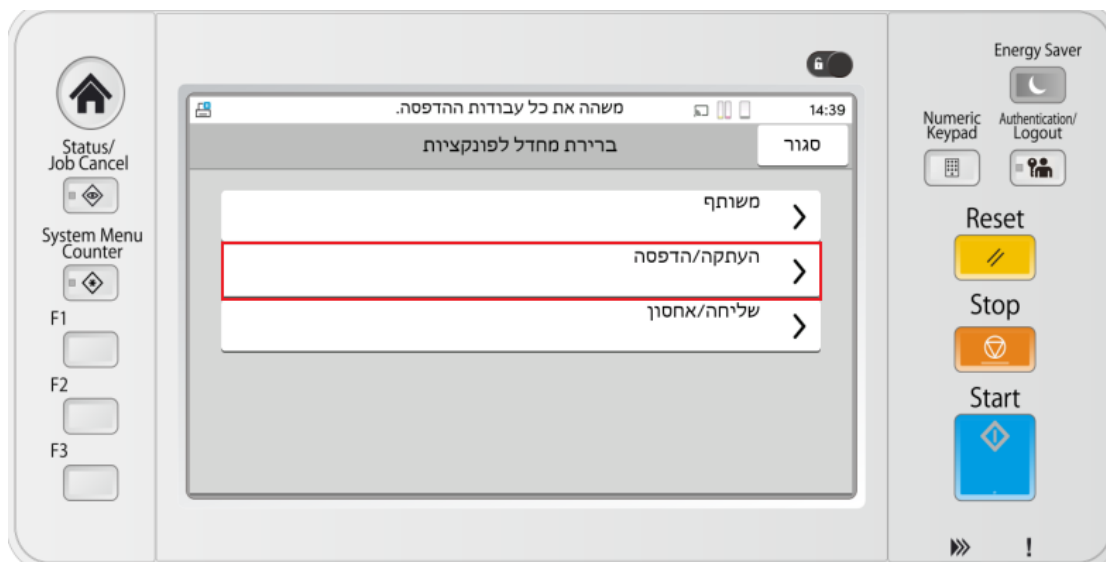 Energy Saver
Numeric Keypad
Authentication/
Logout
Status/
Job Cancel
System Menu
Counter
F1
F2
F3
משהה את כל עבודות ההדפסה.
14:39
ברירת מחדל לפונקציות
סגור
משותף
העתקה/הדפסה
שליחה/אחסון
Reset
Stop
Start